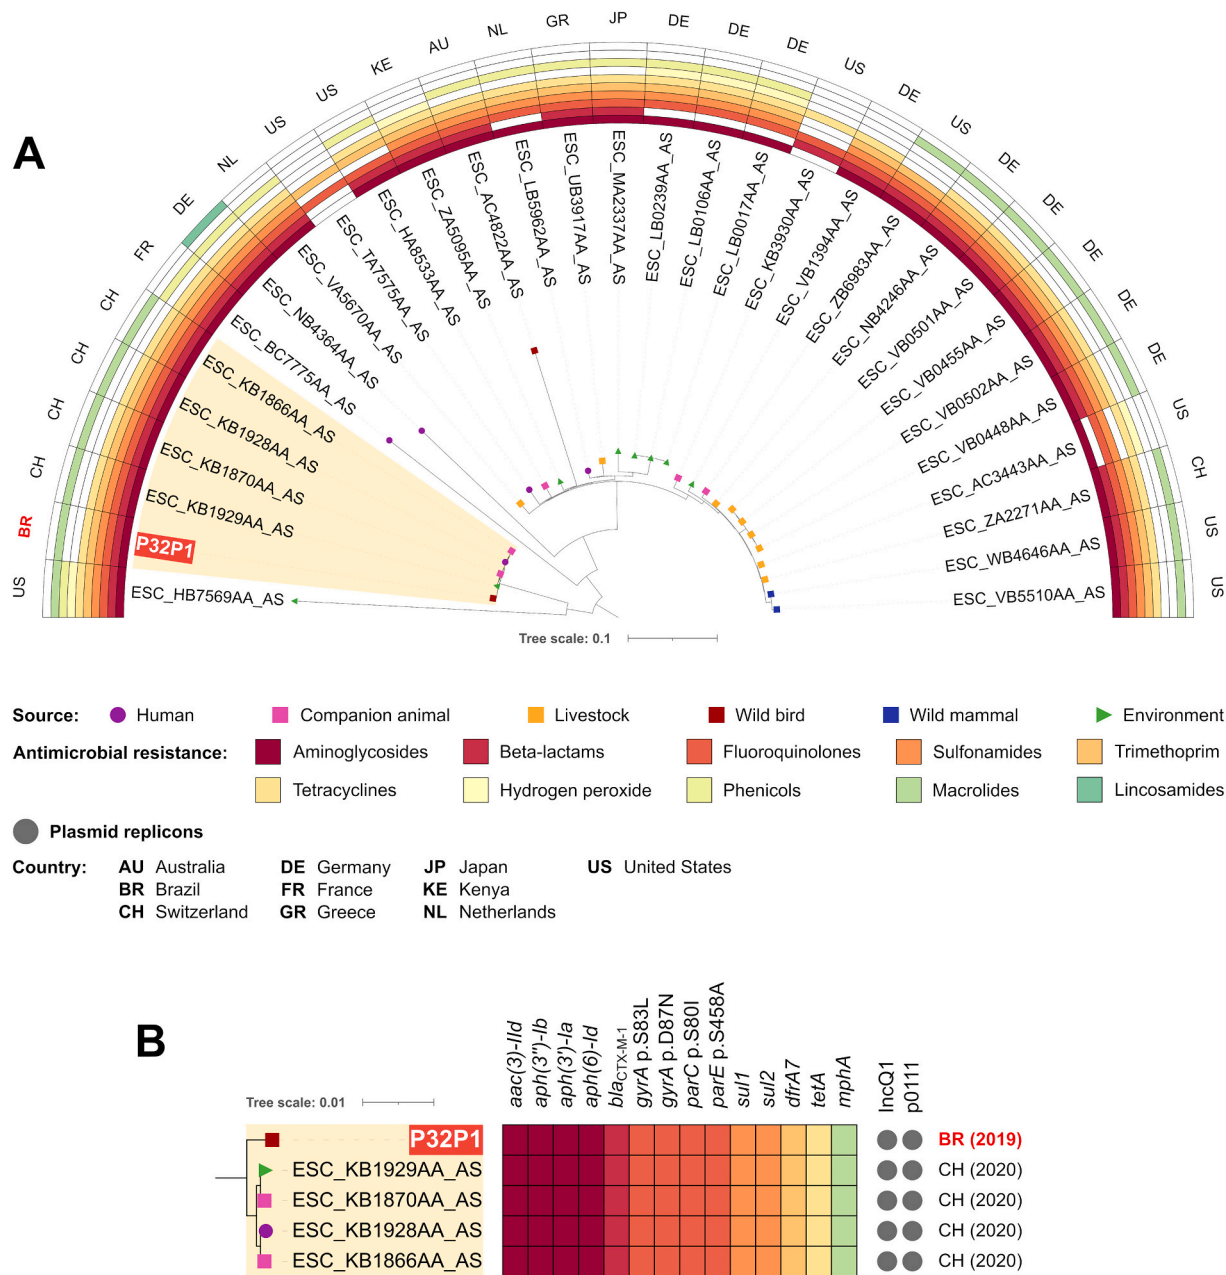 A
US
BR
CH
CH
CH
CH
FR
DE
NL
US
US
KE
AU
NL
GR
JP
DE
DE
DE
US
DE
US
DE
DE
DE
DE
DE
US
CH
US
ESC_HB7569AA_AS
P32P1
ESC_KB1929AA_AS
ESC_KB1870AA_AS
ESC_KB1928AA_AS
ESC_KB1866AA_AS
ESC_BC7775AA_AS
ESC_NB4364AA_AS
ESC_VA5670AA_AS
ESC_TA7575AA_AS
ESC_HA8533AA_AS
ESC_ZA5095AA_AS
ESC_AC4822AA_AS
ESC_LB5962AA_AS
ESC_UB3917AA_AS
ESC_MA2337AA_AS
ESC_LB0239AA_AS
ESC_LB0106AA_AS
ESC_LB0017AA_AS
ESC_KB3930AA_AS
ESC_VB1394AA_AS
ESC_ZB6983AA_AS
ESC_NB4246AA_AS
ESC_VB0501AA_AS
ESC_VB0455AA_AS
ESC_VB0502AA_AS
ESC_VB0448AA_AS
ESC_AC3443AA_AS
ESC_ZA2271AA_AS
ESC_WB4646AA_AS
ESC_VB5510AA_AS
Tree scale: 0.1
Source: Human Companion animal Livestock Wild bird Wild mammal Environment
Antimicrobial resistance: Aminoglycosides Beta-lactams Fluoroquinolones Sulfonamides Trimethoprim
Tetracyclines Hydrogen peroxide Phenicols Macrolides Lincosamides
Plasmid replicons
Country: AU Australia DE Germany JP Japan US United States
BR Brazil FR France KE Kenya
CH Switzerland GR Greece NL Netherlands
B
aac(3)-IId
aph(3'')-Ib
aph(3')-Ia
aph(6)-Id
blaCTX-M-1
gyrA p.S83L
gyrA p.D87N
parC p.S80I
parE p.S458A
sul1
sul2
dfrA7
tetA
mphA
IncQ1
p0111
Tree scale: 0.01
P32P1 BR (2019)
ESC_KB1929AA_AS CH (2020)
ESC_KB1870AA_AS CH (2020)
ESC_KB1928AA_AS CH (2020)
ESC_KB1866AA_AS CH (2020)